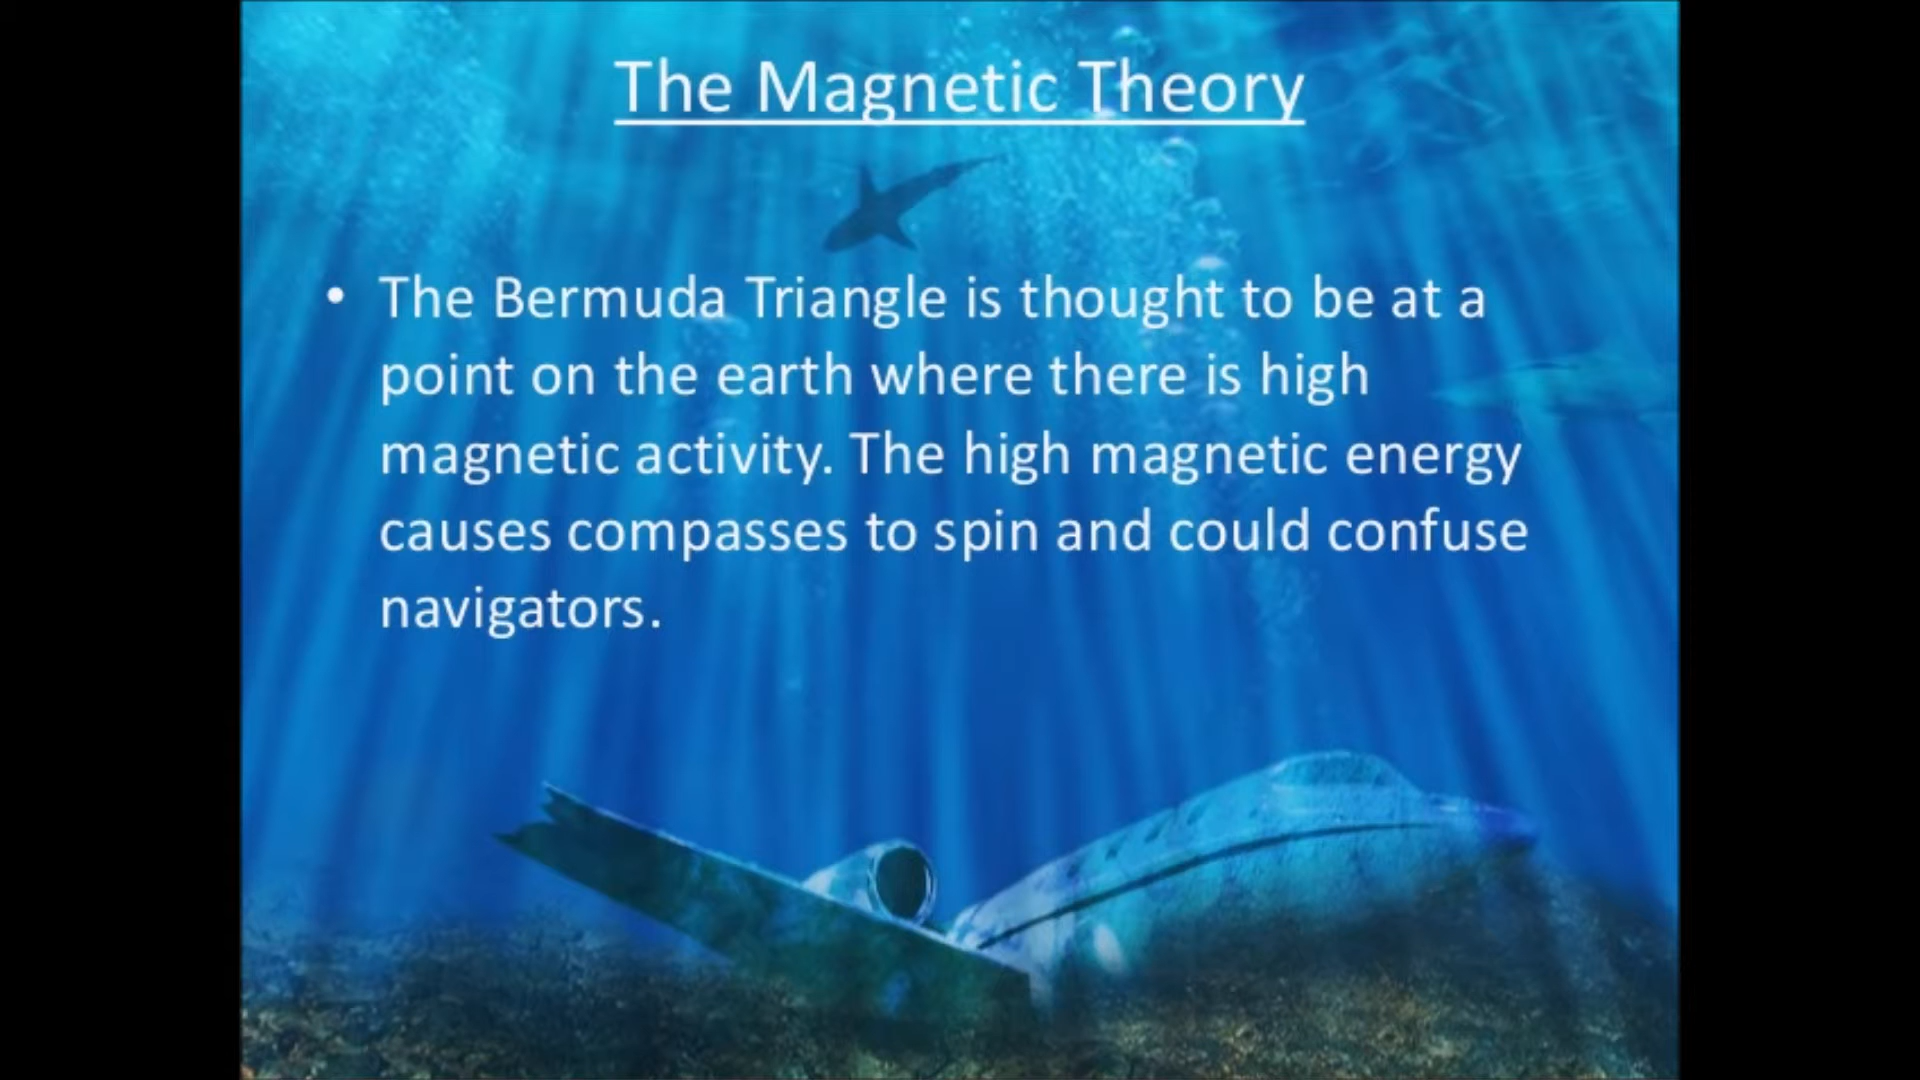 The Magnetic Theory
• The Bermuda Triangle is thought to be at a
point on the earth where there is high
magnetic activity. The high magnetic energy
causes compasses to spin and could confuse
navigators.